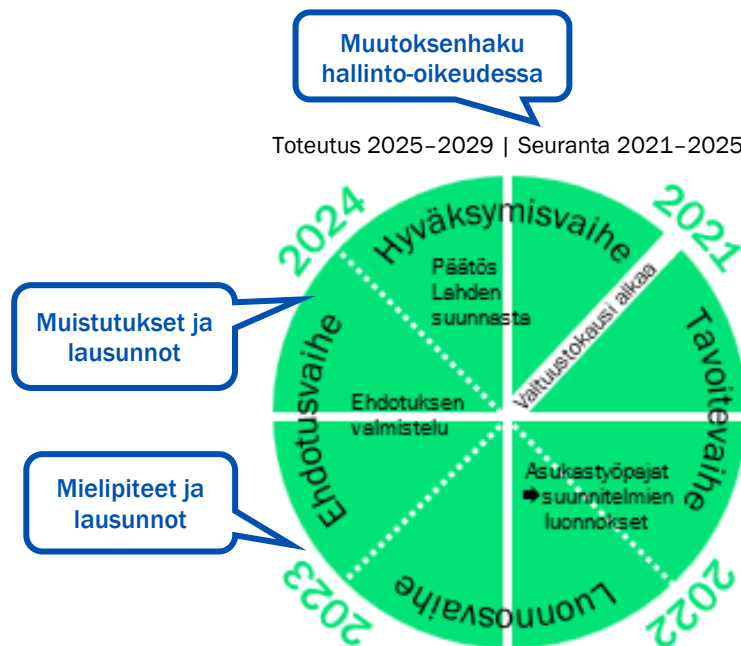 Muutoksenhaku
hallinto-oikeudessa
Toteutus 2025–2029 | Seuranta 2021–2025
2024
Hyväksymisvaihe
2021
Päätös
Lahden
suunnasta
Valtuustokausi alkaa
Muistutukset ja
lausunnot
Tavoitevaihe
Ehdotusvaihe
Ehdotuksen
valmistelu
Asukastyöpajat
➡suunnitelmien
luonnokset
Mielipiteet ja
lausunnot
2023
Luonnosvaihe
2022